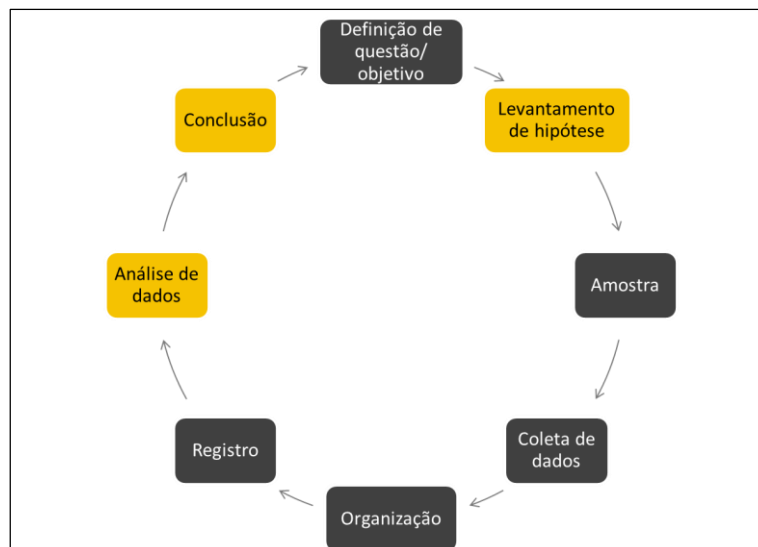 Definição de
questão/
objetivo
Levantamento
de hipótese
Amostra
Coleta de
dados
Organização
Registro
Análise de
dados
Conclusão